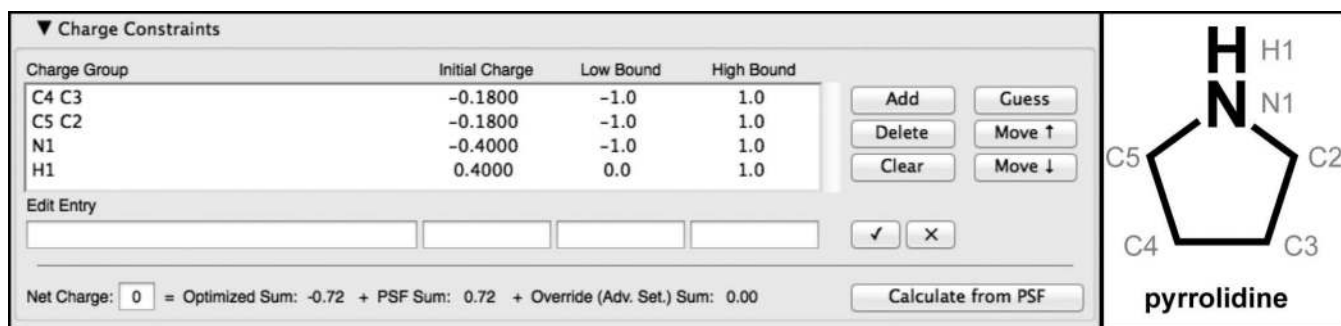 ▼ Charge Constraints
Charge Group Initial Charge Low Bound High Bound
C4 C3 -0.1800 -1.0 1.0
C5 C2 -0.1800 -1.0 1.0
N1 -0.4000 -1.0 1.0
H1 0.4000 0.0 1.0
Add Guess
Delete Move ↑
Clear Move ↓
Edit Entry
✓ ✕
Net Charge: 0 = Optimized Sum: -0.72 + PSF Sum: 0.72 + Override (Adv. Set.) Sum: 0.00
Calculate from PSF
H H1
N N1
C5 C2
C4 C3
pyrrolidine